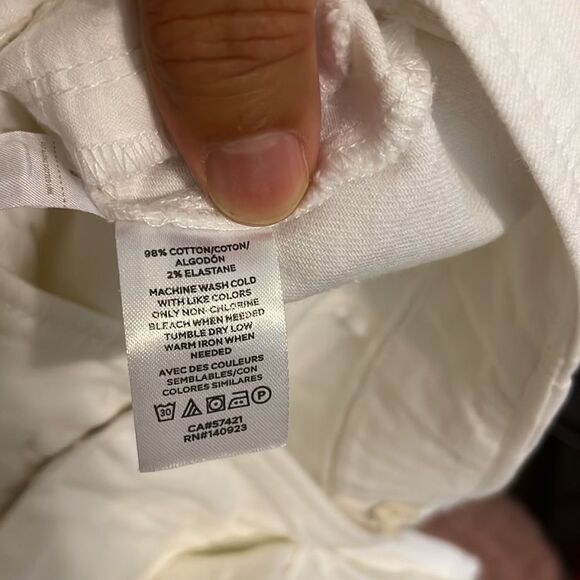 98% COTTON/COTON/
ALGODÓN
2% ELASTANE
MACHINE WASH COLD
WITH LIKE COLORS
ONLY NON-CHLORINE
BLEACH WHEN NEEDED
TUMBLE DRY LOW
WARM IRON WHEN
NEEDED
AVEC DES COULEURS
SEMBLABLES/CON
COLORES SIMILARES
30 P
CA#57421
RN#140923